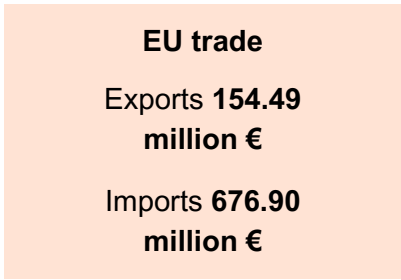 EU trade
Exports 154.49
million €
Imports 676.90
million €